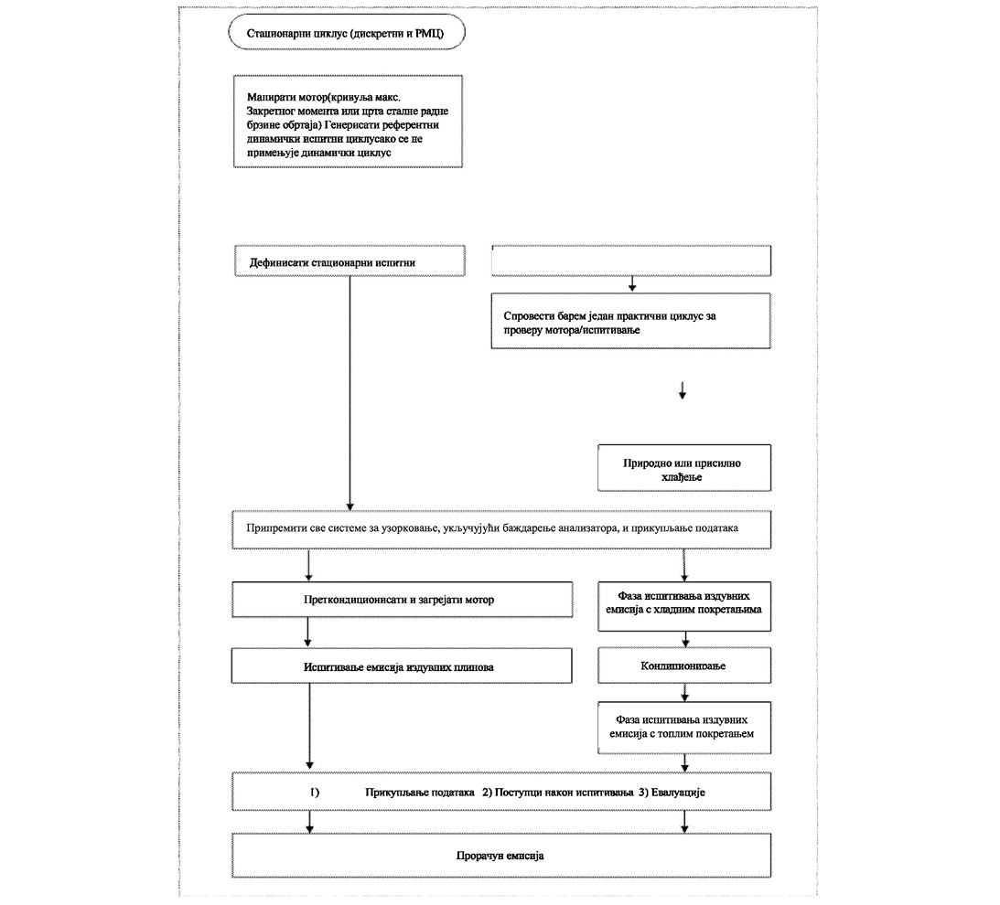 Стационарни циклус (дискретни и РМЦ)
Мапирати мотор(кривуља макс.
Закретног момента или црта сталне радне
брзине обртаја) Генерисати референтни
динамички испитни циклусако се не
примењује динамички циклус
Дефинисати стационарни испитни
Спровести барем један практични циклус за
проверу мотора/испитивање
Природно или присилно
хлађење
Припремити све системе за узорковање, укључујући баждарење анализатора, и прикупљање података
Преткондиционисати и загрејати мотор
Фаза испитивања издувних
емисија с хладним покретањима
Испитивање емисија издувних плинова
Кондиционирање
Фаза испитивања издувних
емисија с топлим покретањем
1) Прикупљање података 2) Поступци након испитивања 3) Евалуације
Прорачун емисија